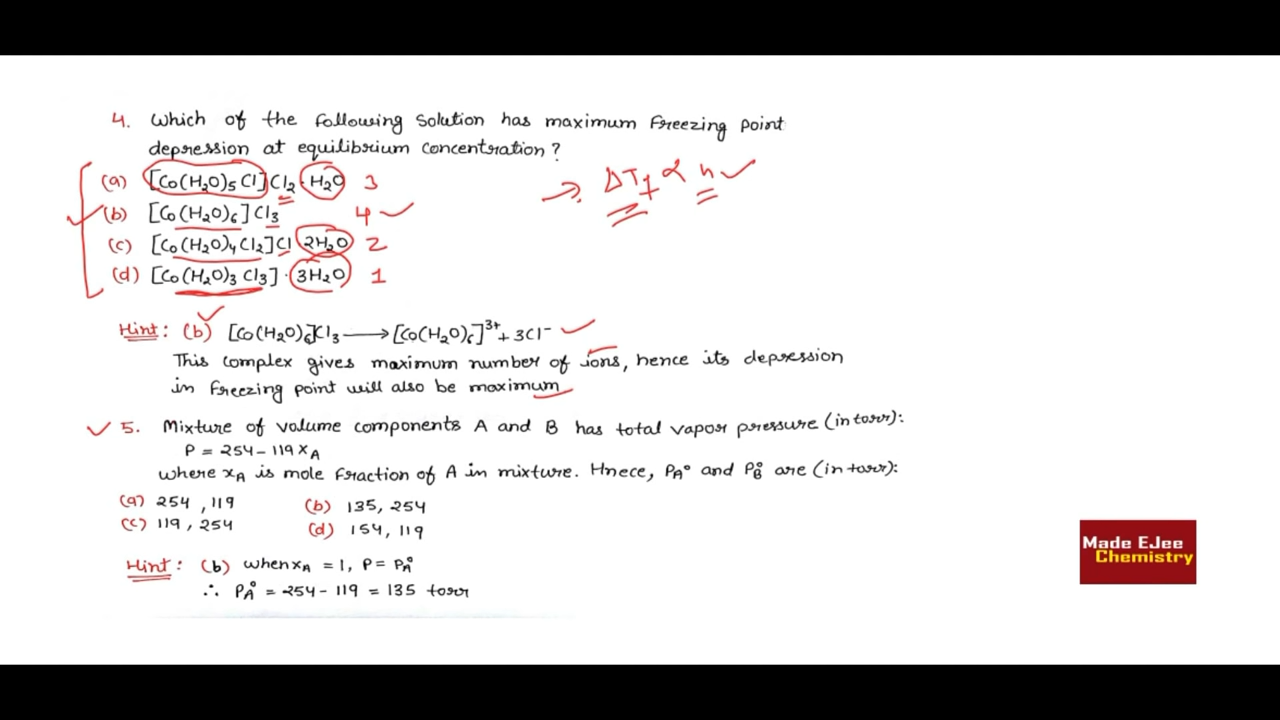 4. Which of the following solution has maximum freezing point
depression at equilibrium concentration?
(a) [Co(H₂O)₅Cl]Cl₂·H₂O 3
(b) [Co(H₂O)₆]Cl₃ 4
(c) [Co(H₂O)₄Cl₂]Cl 2H₂O 2
(d) [Co(H₂O)₃Cl₃]·3H₂O 1
ΔTf ∝ n
Hint: (b) [Co(H₂O)₆]Cl₃ ⟶ [Co(H₂O)₆]³⁺ + 3Cl⁻
This complex gives maximum number of ions, hence its depression
in freezing point will also be maximum
5. Mixture of volume components A and B has total vapor pressure (in torr):
P = 254 – 119 xA
where xA is mole fraction of A in mixture. Hnece, PA° and PB° are (in torr):
(a) 254, 119 (b) 135, 254
(c) 119, 254 (d) 154, 119
Hint: (b) when xA = 1, P = PA°
∴ PA° = 254 – 119 = 135 torr
Made EJee
Chemistry